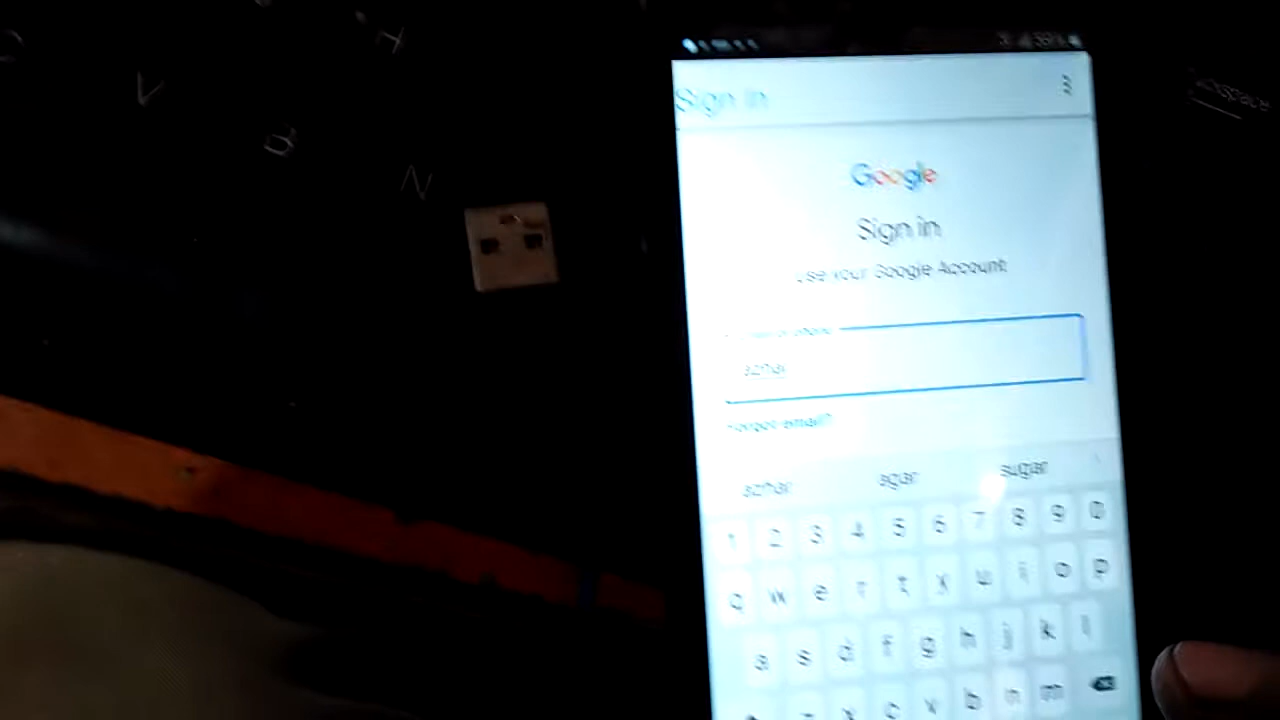 H
V
B
N
Sign in
Google
Sign in
use your Google Account
Forgot email?
agar sugar
1 2 3 4 5 6 7 8 9 0
q w e r t y u i o p
a s d f g h j k l
z x c v b n m